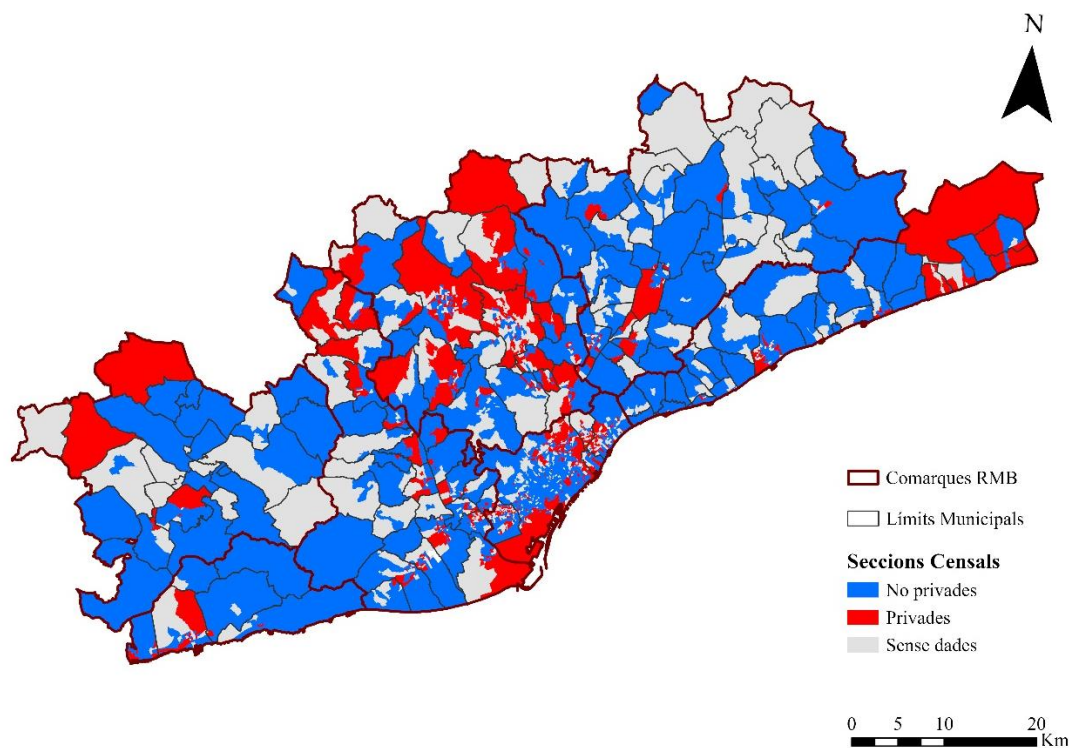 N
Comarques RMB
Límits Municipals
Seccions Censals
No privades
Privades
Sense dades
0 5 10 20
Km